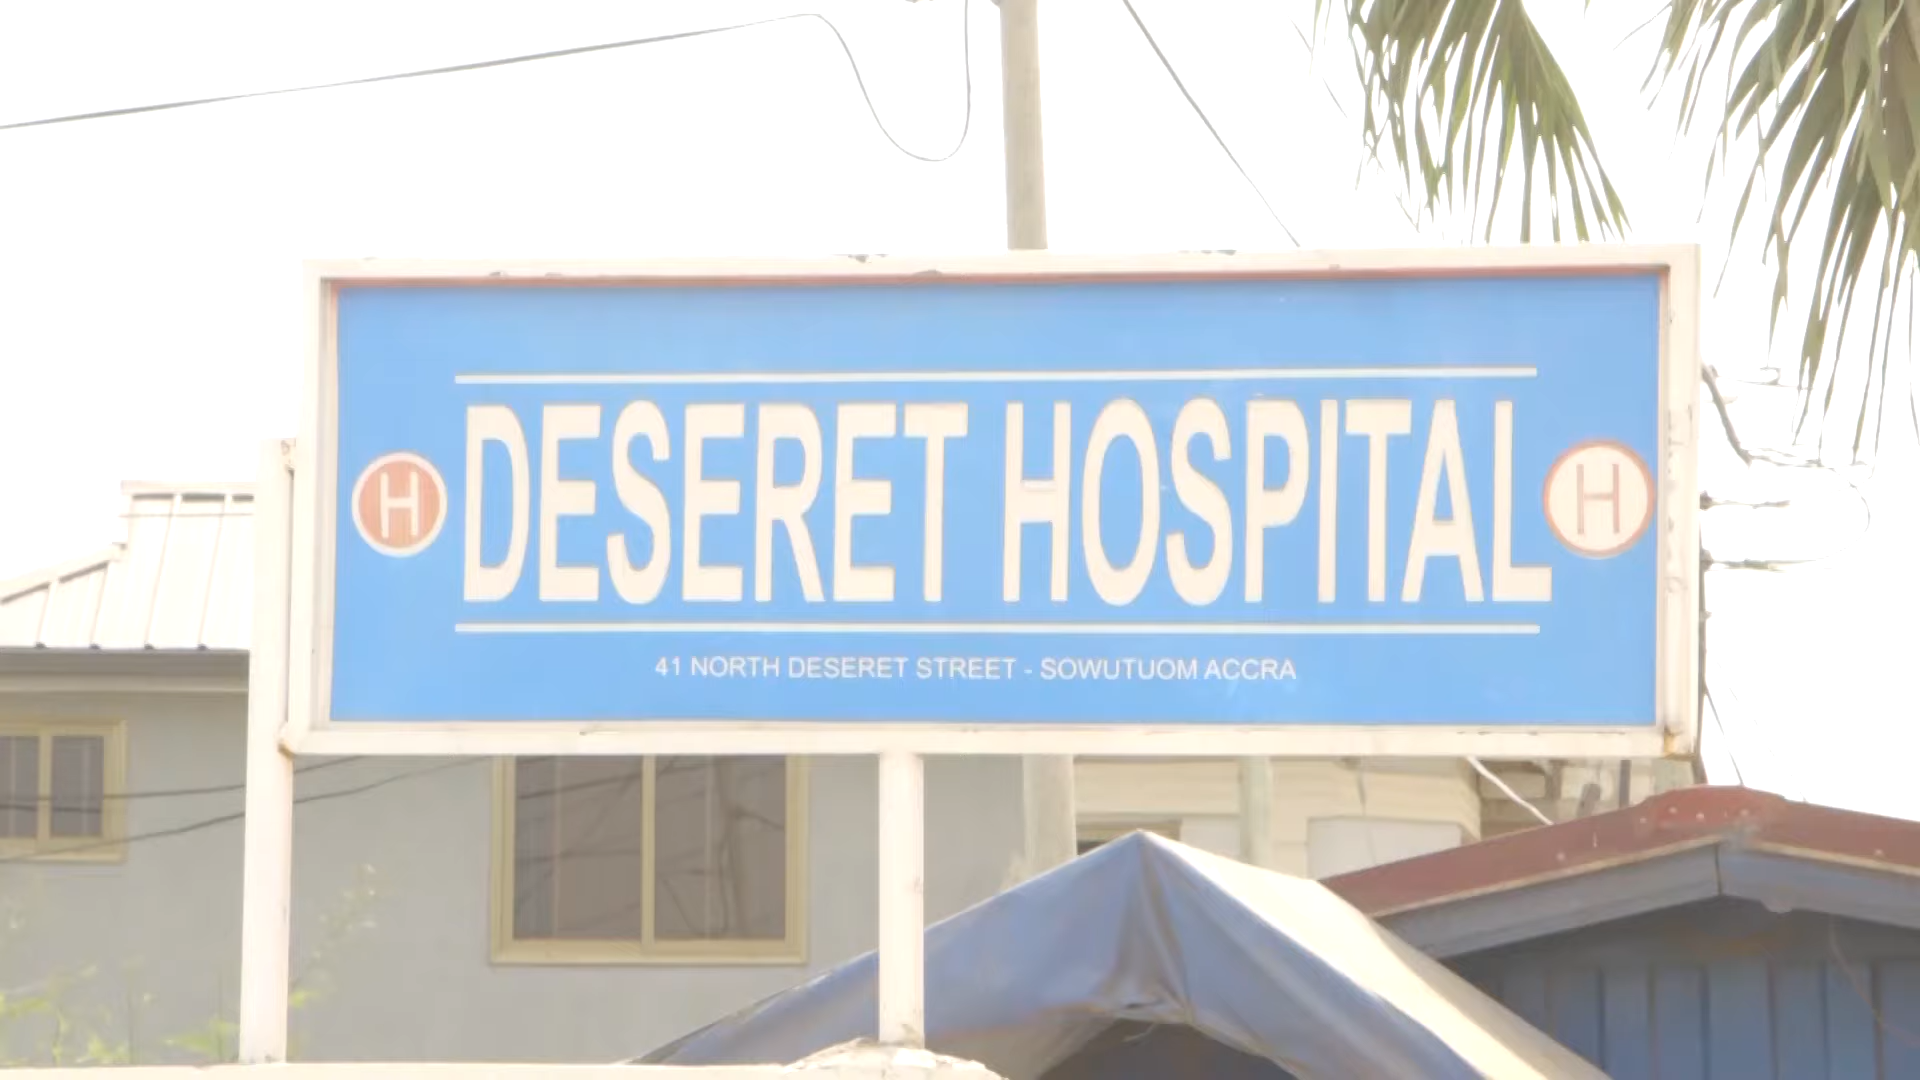 DESERET HOSPITAL
H
H
41 NORTH DESERET STREET - SOWUTUOM ACCRA